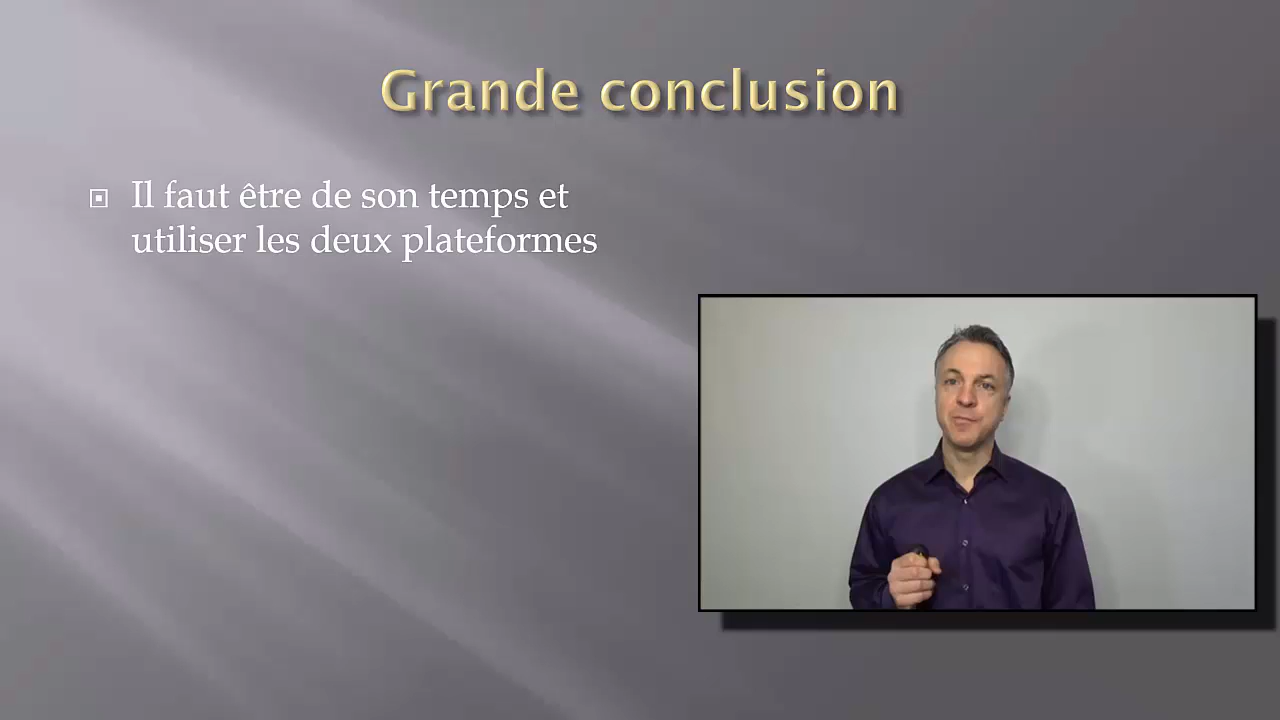 Grande conclusion
Il faut être de son temps et
utiliser les deux plateformes